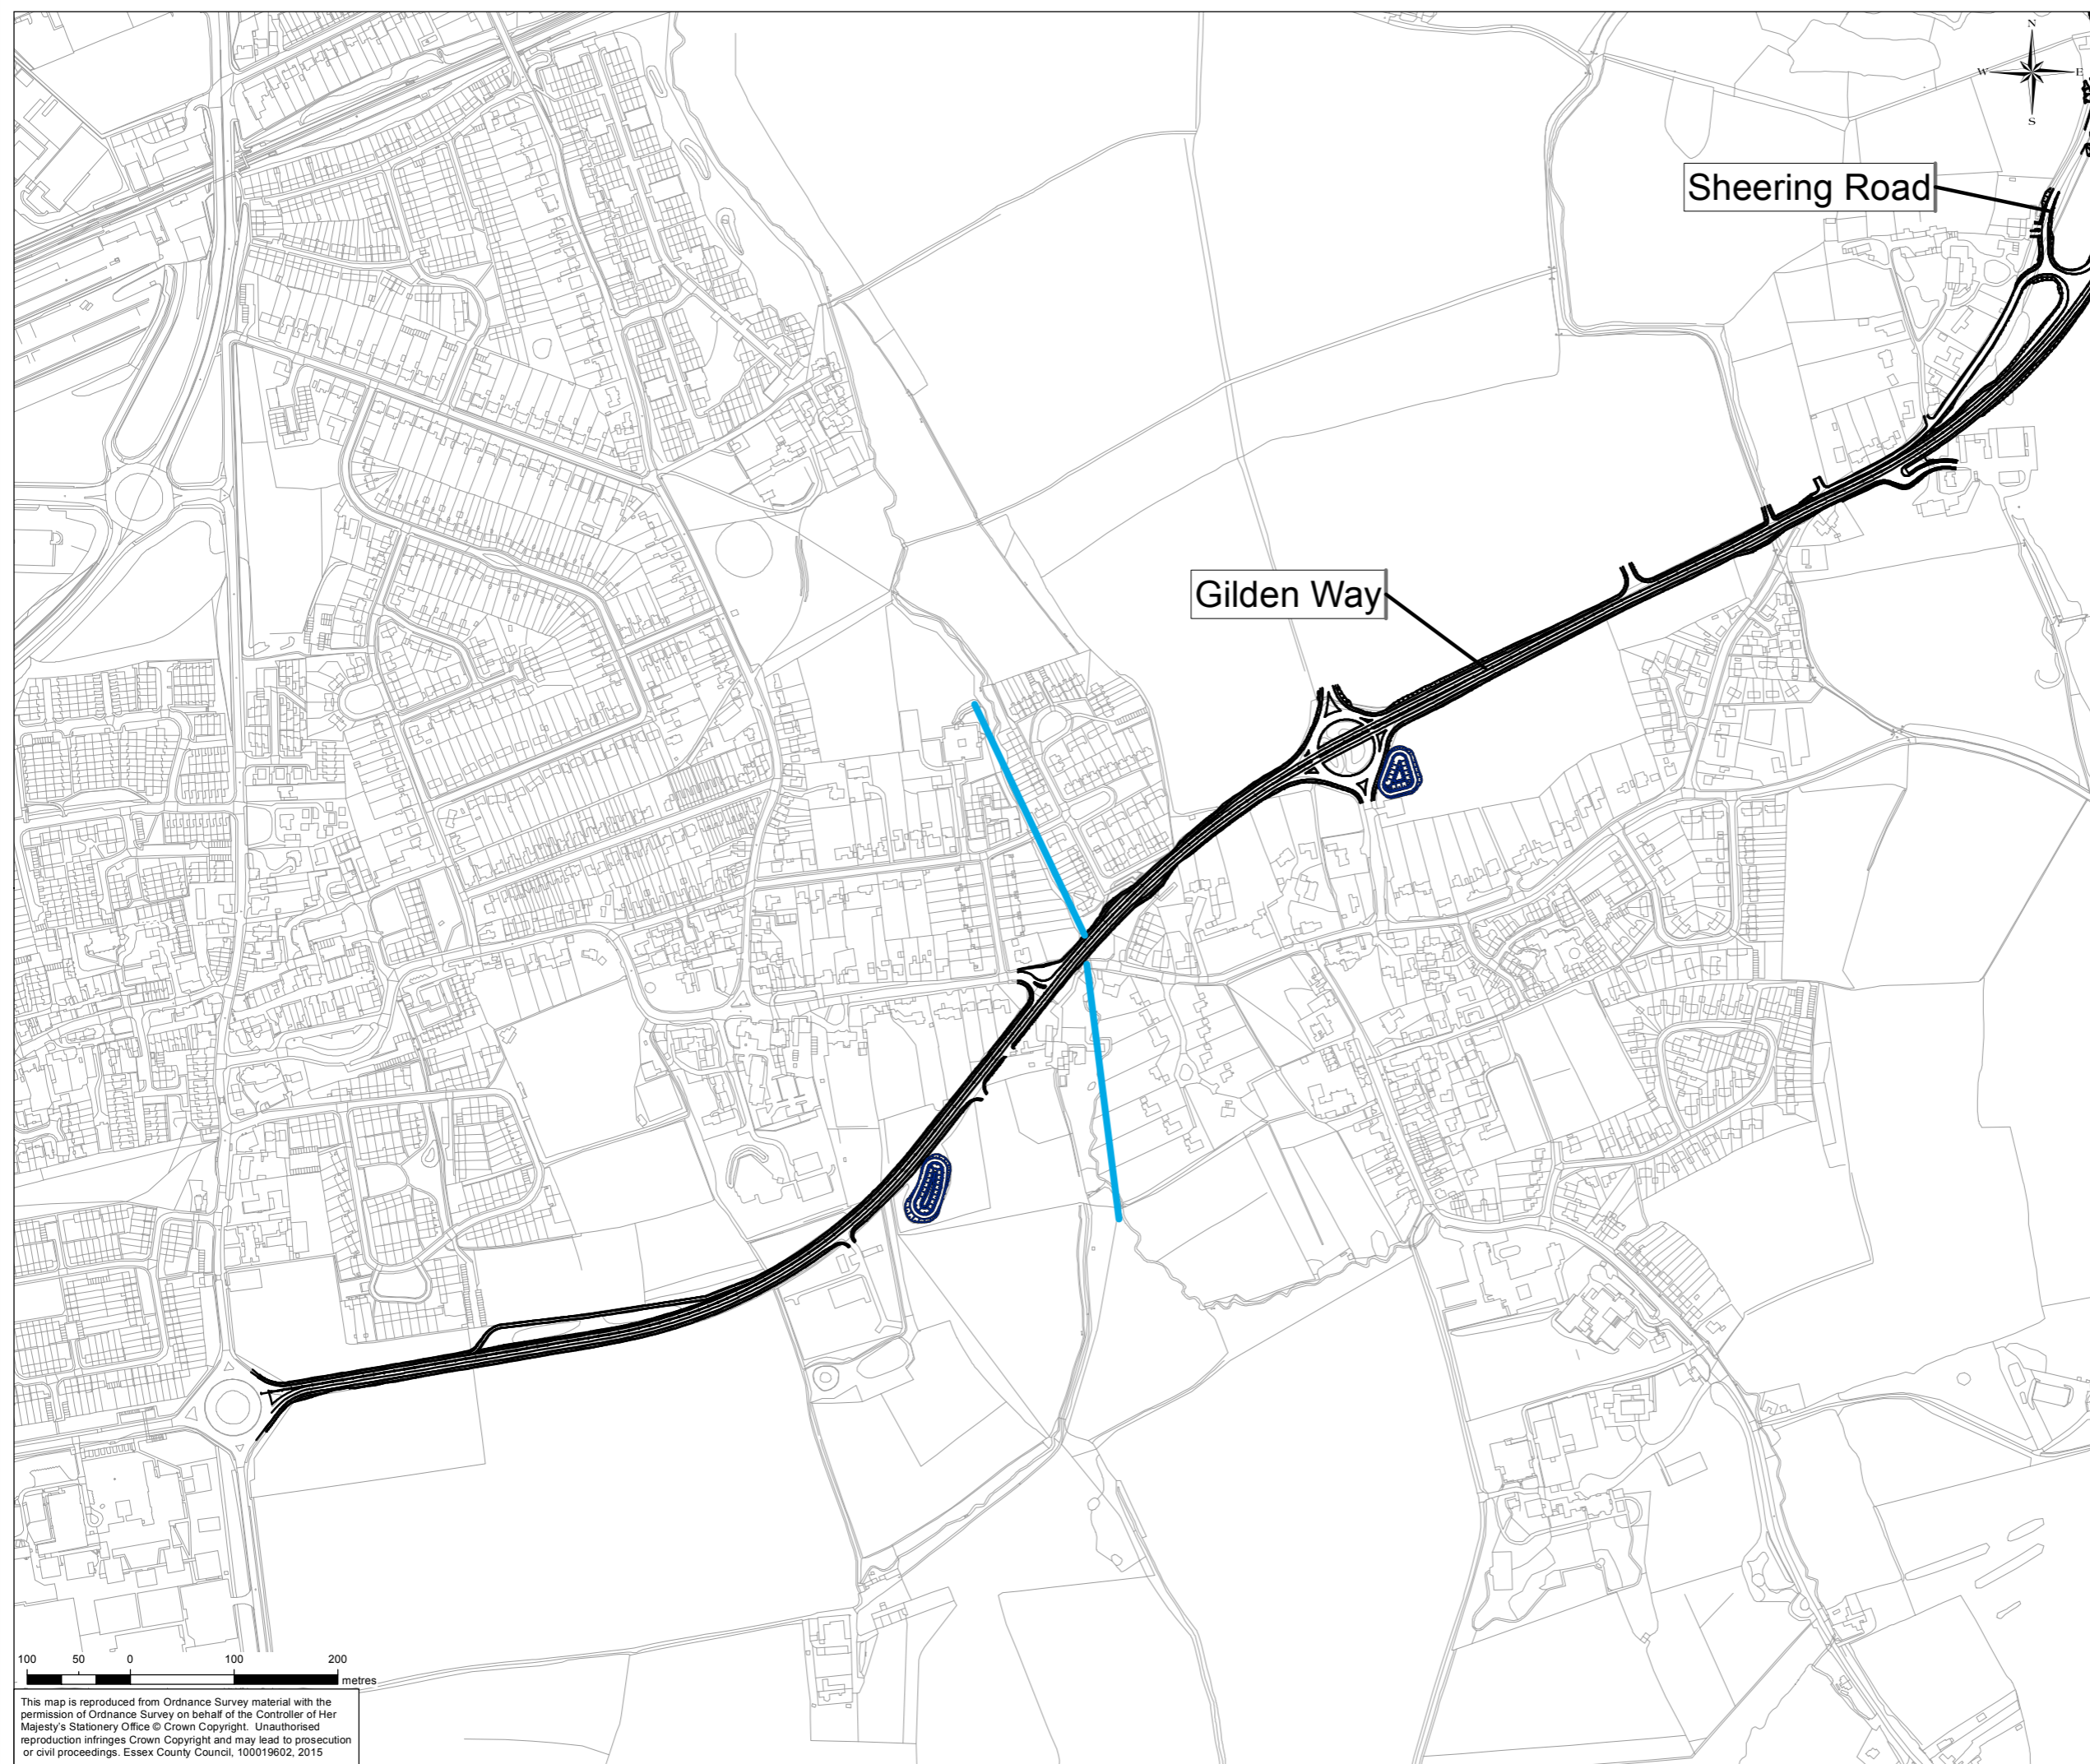 N
W
E
S
Sheering Road
Gilden Way
100 50 0 100 200
metres
This map is reproduced from Ordnance Survey material with the
permission of Ordnance Survey on behalf of the Controller of Her
Majesty's Stationery Office © Crown Copyright. Unauthorised
reproduction infringes Crown Copyright and may lead to prosecution
or civil proceedings. Essex County Council, 100019602, 2015